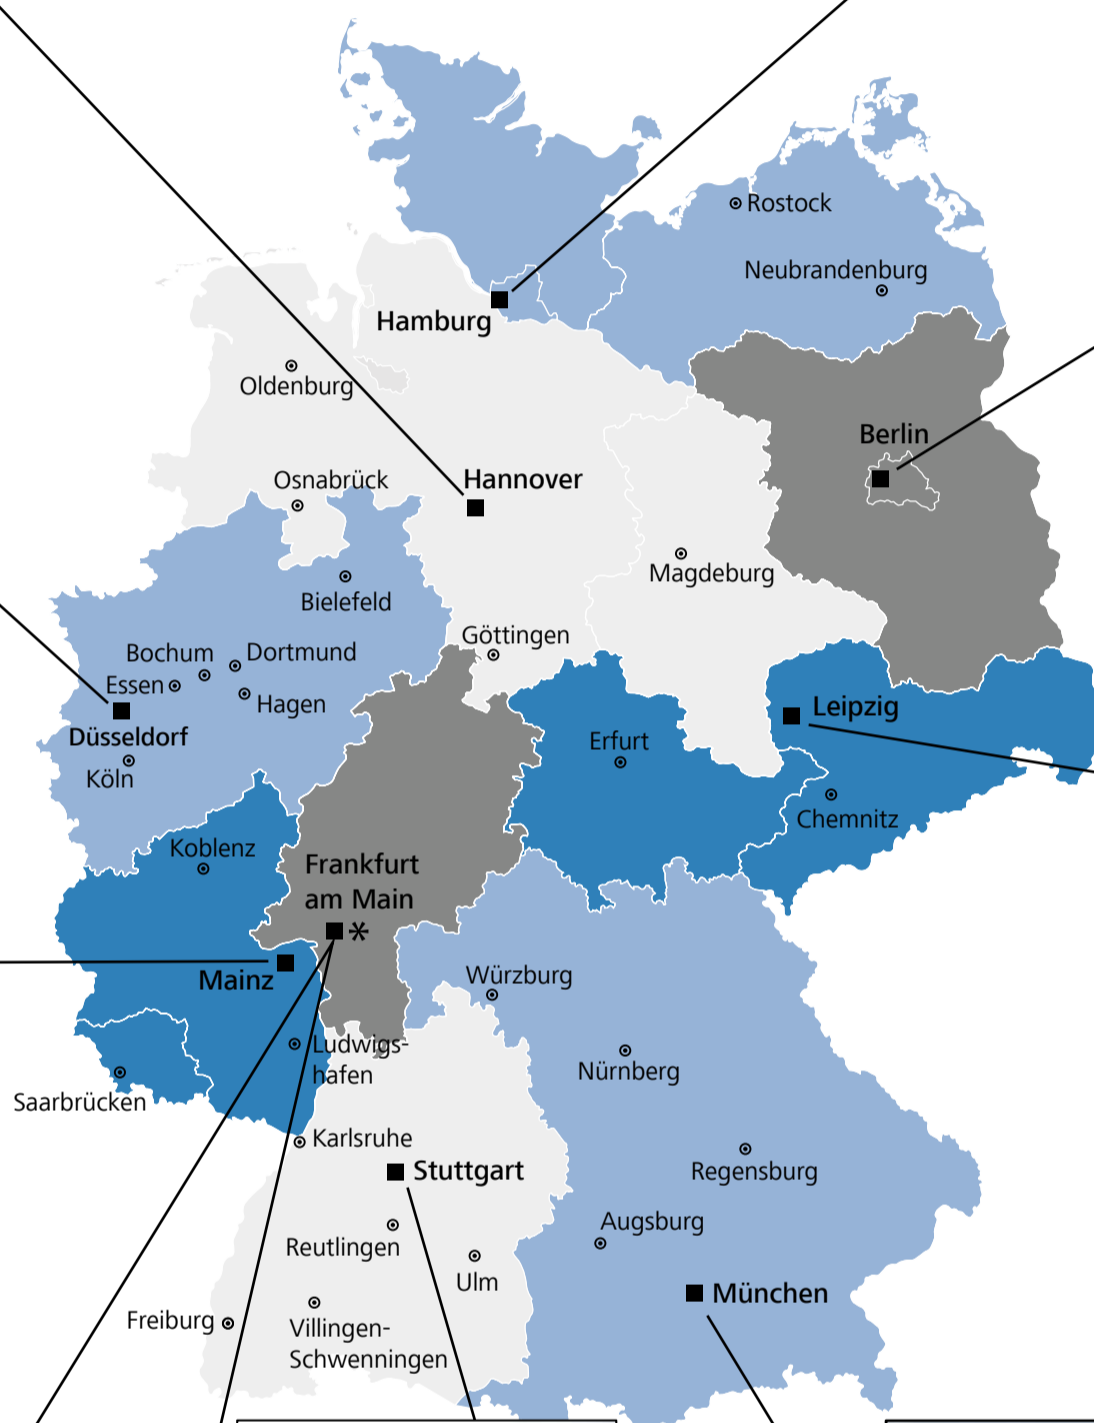 Rostock
Neubrandenburg
Hamburg
Oldenburg
Berlin
Osnabrück
Hannover
Magdeburg
Bielefeld
Göttingen
Bochum
Dortmund
Essen
Hagen
Düsseldorf
Köln
Leipzig
Erfurt
Chemnitz
Koblenz
Frankfurt
am Main
*
Mainz
Würzburg
Ludwigs-
hafen
Nürnberg
Saarbrücken
Karlsruhe
Stuttgart
Regensburg
Augsburg
Reutlingen
Ulm
München
Freiburg
Villingen-
Schwenningen